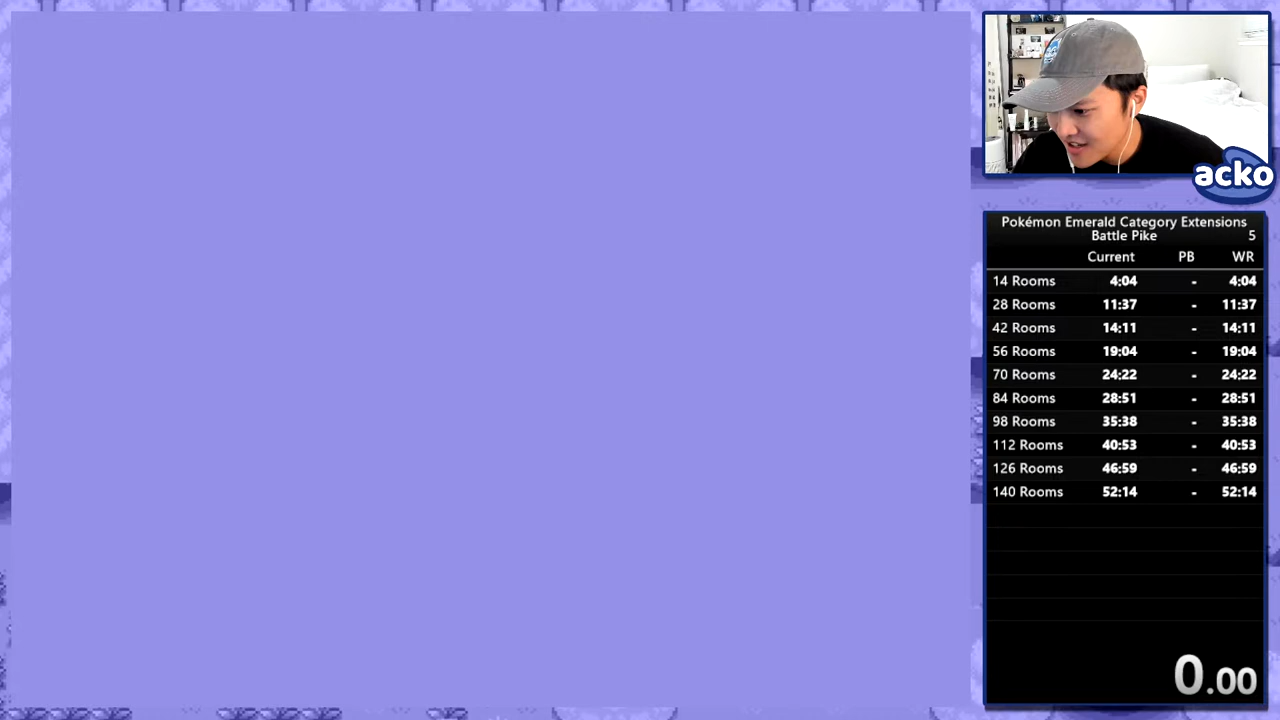 acko
Pokémon Emerald Category Extensions
Battle Pike 5
Current PB WR
14 Rooms 4:04 - 4:04
28 Rooms 11:37 - 11:37
42 Rooms 14:11 - 14:11
56 Rooms 19:04 - 19:04
70 Rooms 24:22 - 24:22
84 Rooms 28:51 - 28:51
98 Rooms 35:38 - 35:38
112 Rooms 40:53 - 40:53
126 Rooms 46:59 - 46:59
140 Rooms 52:14 - 52:14
0.00